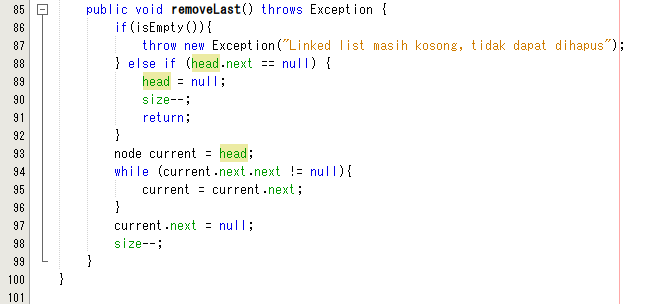 85 public void removeLast() throws Exception {
86 if(isEmpty()){
87 throw new Exception("Linked list masih kosong, tidak dapat dihapus");
88 } else if (head.next == null) {
89 head = null;
90 size--;
91 return;
92 }
93 node current = head;
94 while (current.next.next != null){
95 current = current.next;
96 }
97 current.next = null;
98 size--;
99 }
100 }
101